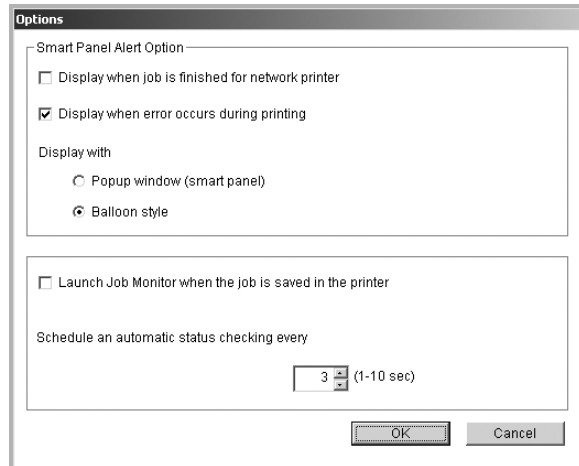 Options
Smart Panel Alert Option
Display when job is finished for network printer
Display when error occurs during printing
Display with
Popup window (smart panel)
Balloon style
Launch Job Monitor when the job is saved in the printer
Schedule an automatic status checking every
3 (1-10 sec)
OK Cancel